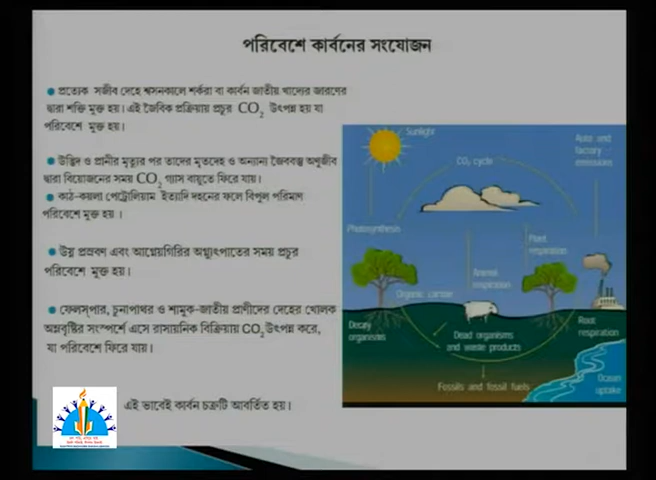 পরিবেশে কার্বনের সংযোজন
প্রত্যেক সজীব দেহে শ্বসনকালে শর্করা বা কার্বন জাতীয় খাদ্যের জারণের
দ্বারা শক্তি মুক্ত হয়। এই জৈবিক প্রক্রিয়ায় প্রচুর CO2 উৎপন্ন হয় যা
পরিবেশে মুক্ত হয়।
উদ্ভিদ ও প্রানীর মৃত্যুর পর তাদের মৃতদেহ ও অন্যান্য জৈববস্তু অণুজীব
দ্বারা বিয়োজনের সময় CO2 গ্যাস বায়ুতে ফিরে যায়।
কাঠ-কয়লা পেট্রোলিয়াম ইত্যাদি দহনের ফলে বিপুল পরিমাণ
পরিবেশে মুক্ত হয় ।
উষ্ণ প্রস্রবণ এবং আগ্নেয়গিরির অগ্ন্যুৎপাতের সময় প্রচুর
পরিবেশে মুক্ত হয়।
ফেলস্পার, চুনাপাথর ও শামুক-জাতীয় প্রাণীদের দেহের খোলক
অম্লবৃষ্টির সংস্পর্শে এসে রাসায়নিক বিক্রিয়ায় CO2 উৎপন্ন করে,
যা পরিবেশে ফিরে যায়।
এই ভাবেই কার্বন চক্রটি আবর্তিত হয়।
Sunlight
CO2 cycle
Auto and
factory
emissions
Photosynthesis
Plant
respiration
Animal
respiration
Organic carbon
Decay
organisms
Dead organisms
and waste products
Root
respiration
Fossils and fossil fuels
Ocean
uptake